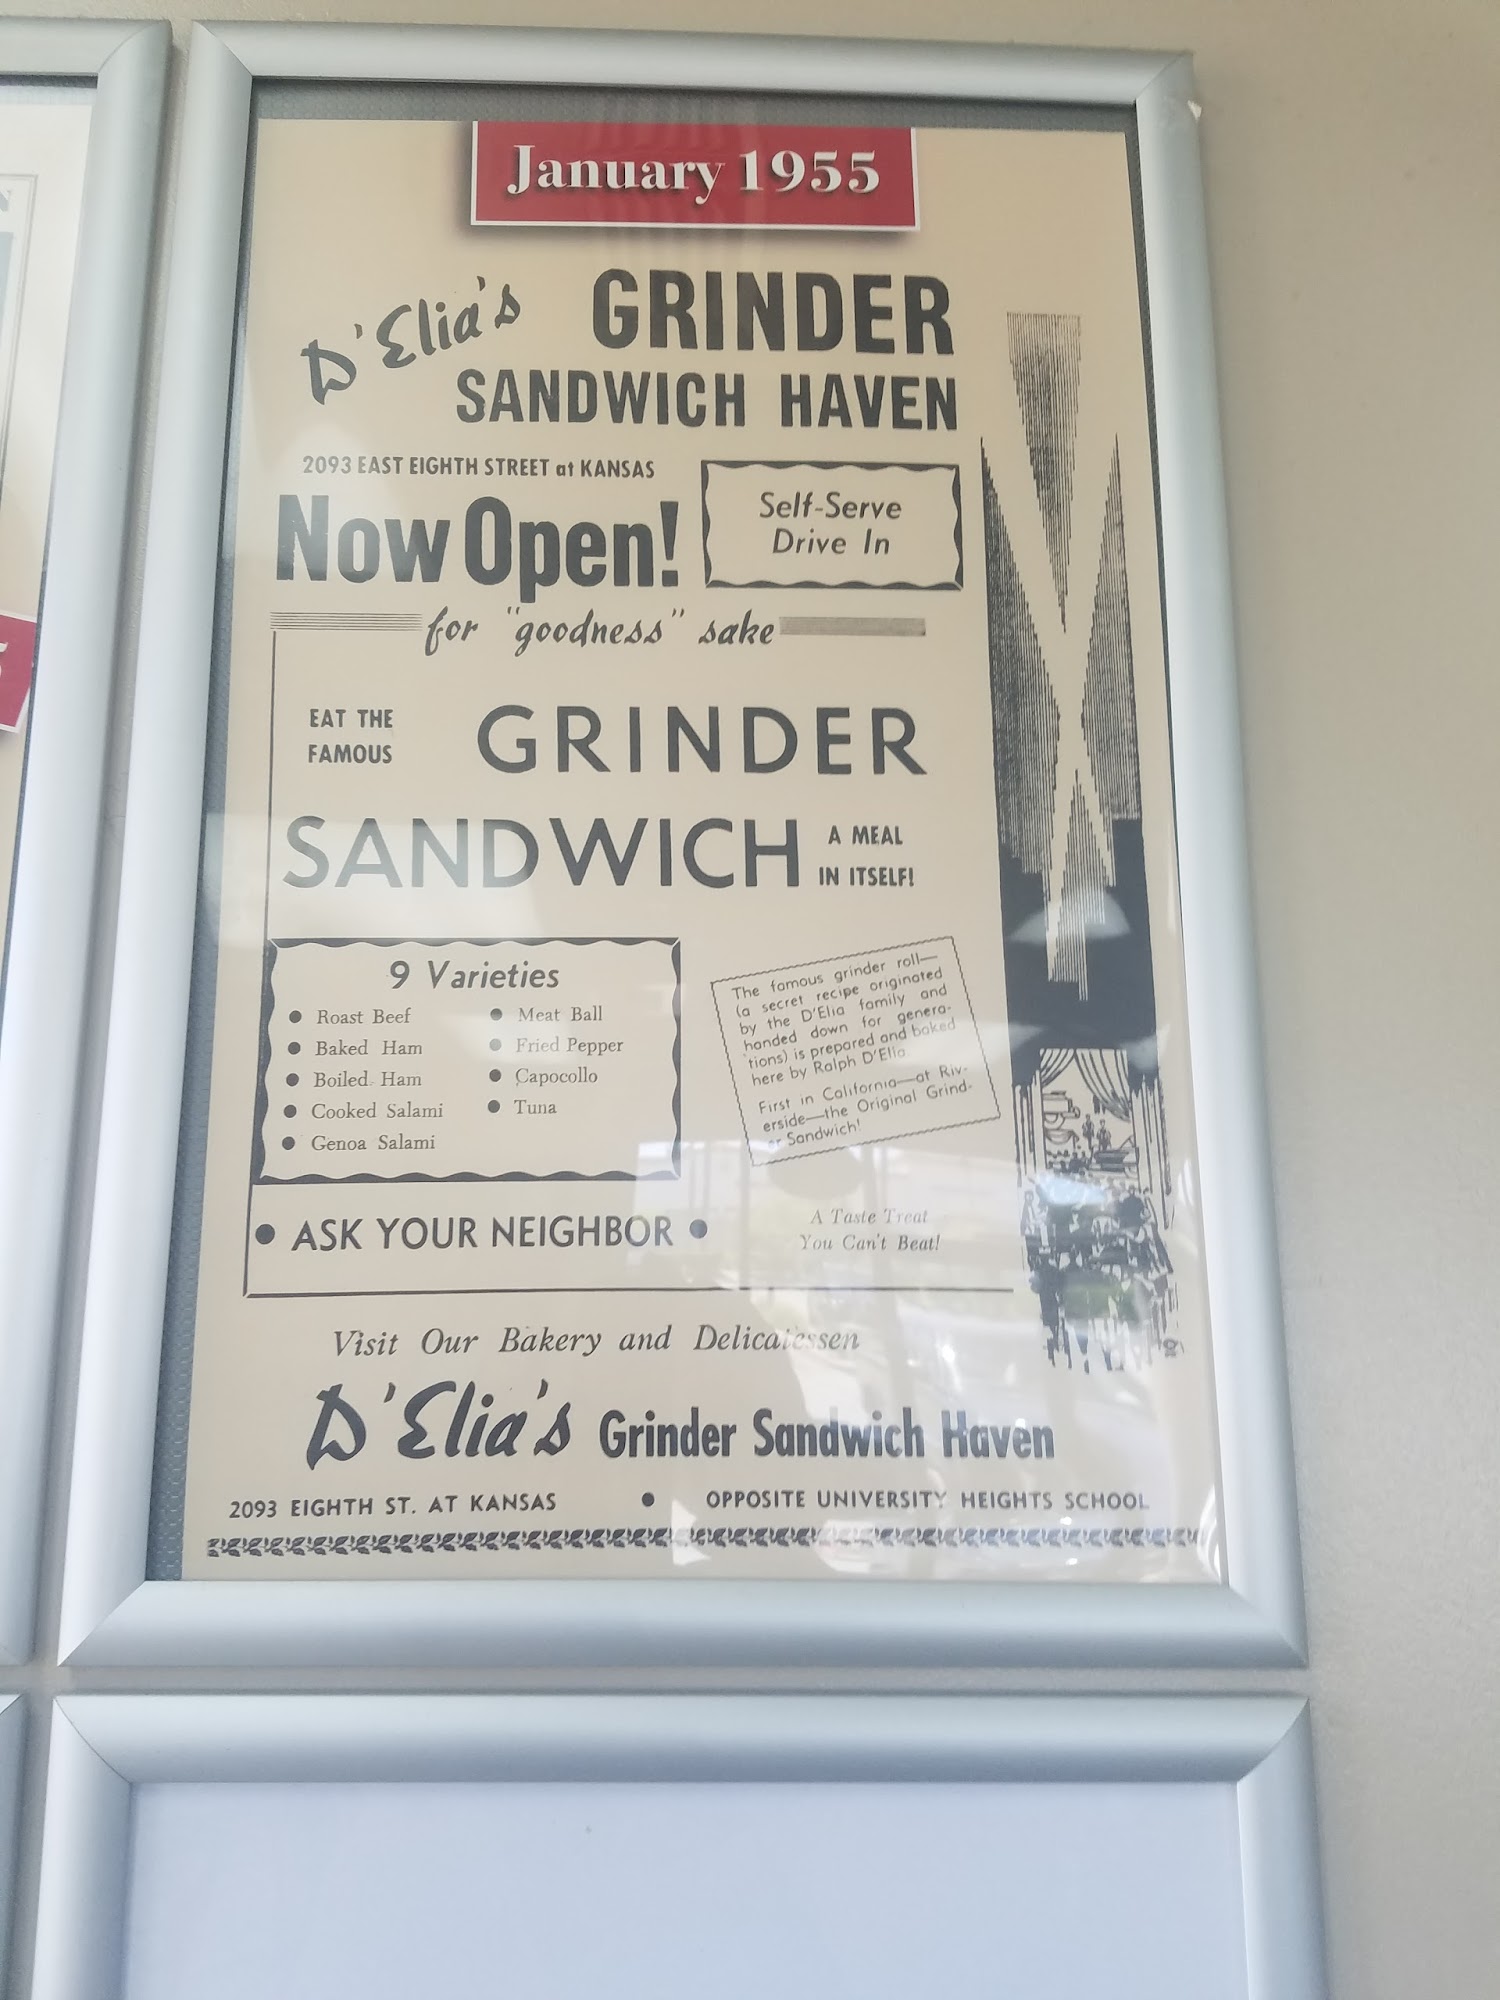 January 1955
D'Elia's GRINDER
SANDWICH HAVEN
2093 EAST EIGHTH STREET at KANSAS
Now Open!
Self-Serve
Drive In
for "goodness" sake
EAT THE
FAMOUS
GRINDER
SANDWICH
A MEAL
IN ITSELF!
9 Varieties
• Roast Beef
• Baked Ham
• Boiled Ham
• Cooked Salami
• Genoa Salami
• Meat Ball
• Fried Pepper
• Capocollo
• Tuna
The famous grinder roll—
(a secret recipe originated
by the D'Elia family and
handed down for genera-
tions) is prepared and baked
here by Ralph D'Elia.
First in California—at Riv-
erside—the Original Grind-
er Sandwich!
• ASK YOUR NEIGHBOR •
A Taste Treat
You Can't Beat!
Visit Our Bakery and Delicatessen
D'Elia's Grinder Sandwich Haven
2093 EIGHTH ST. AT KANSAS • OPPOSITE UNIVERSITY HEIGHTS SCHOOL